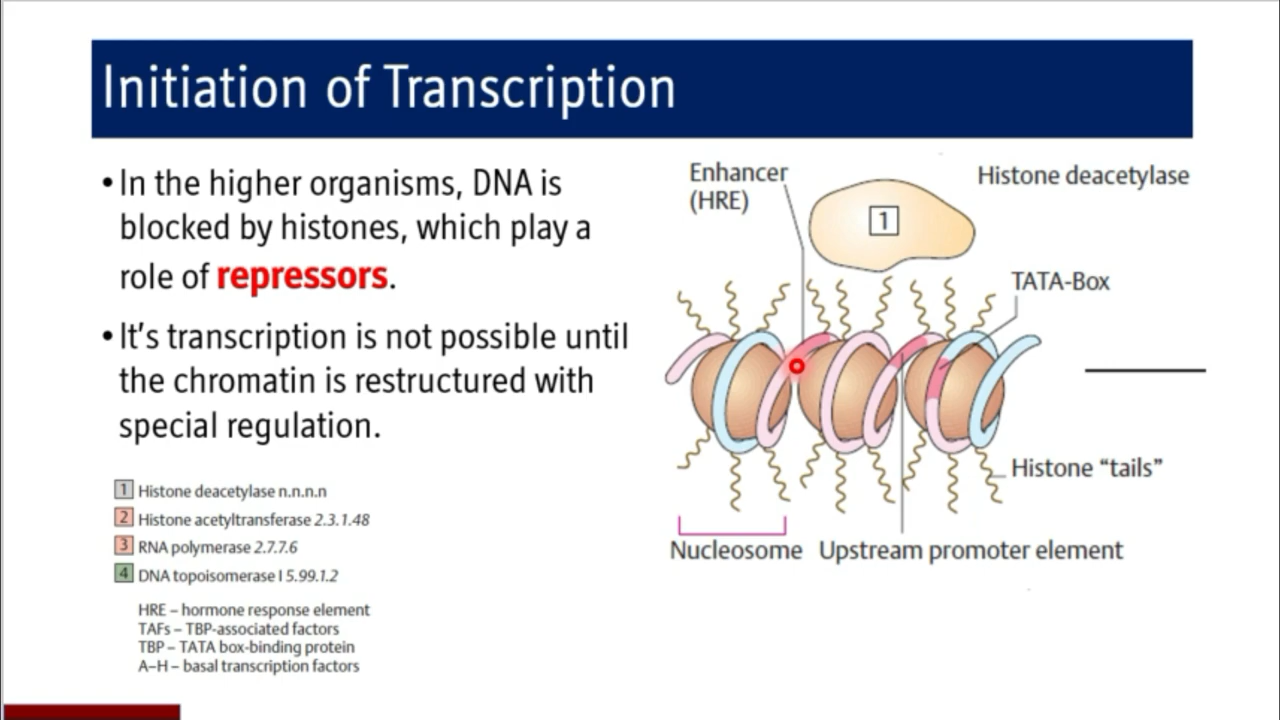 Initiation of Transcription
• In the higher organisms, DNA is
blocked by histones, which play a
role of repressors.
• It’s transcription is not possible until
the chromatin is restructured with
special regulation.
1 Histone deacetylase n.n.n.n
2 Histone acetyltransferase 2.3.1.48
3 RNA polymerase 2.7.7.6
4 DNA topoisomerase I 5.99.1.2
HRE – hormone response element
TAFs – TBP-associated factors
TBP – TATA box-binding protein
A–H – basal transcription factors
Enhancer
(HRE)
1
Histone deacetylase
TATA-Box
Histone “tails”
Nucleosome
Upstream promoter element